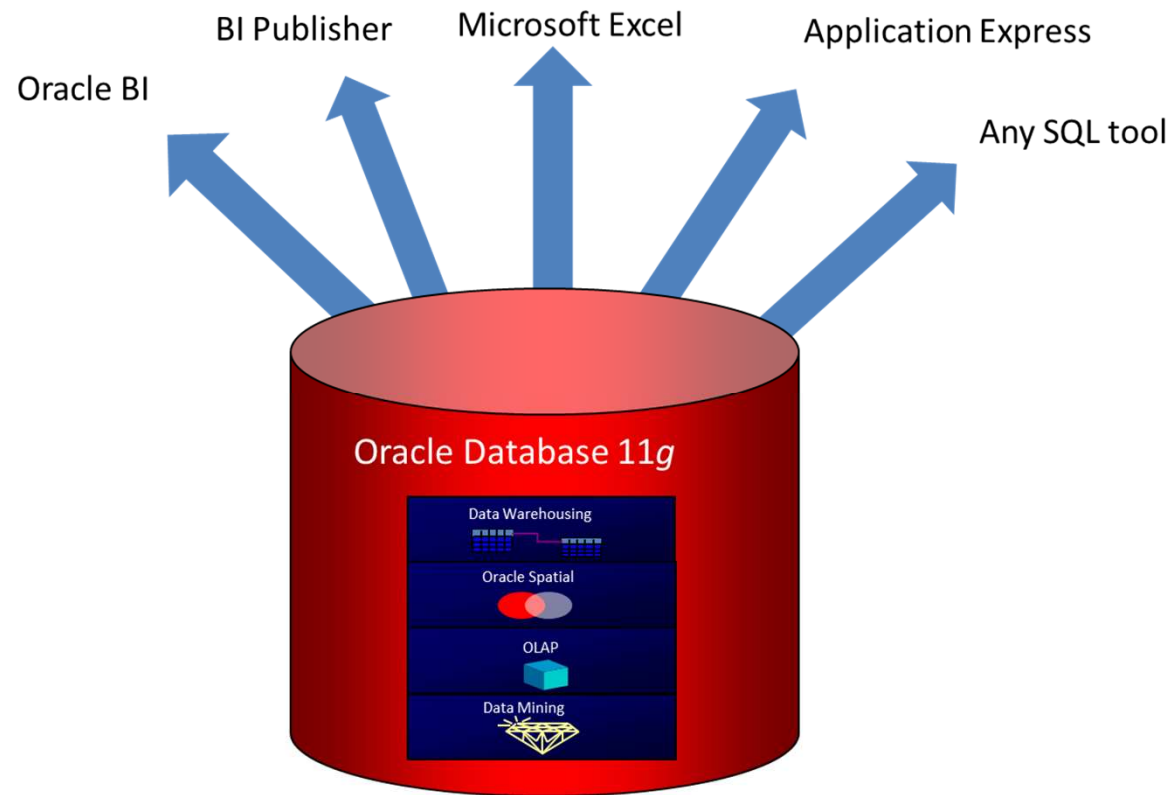 BI Publisher
Microsoft Excel
Application Express
Oracle BI
Any SQL tool
Oracle Database 11g
Data Warehousing
Oracle Spatial
OLAP
Data Mining